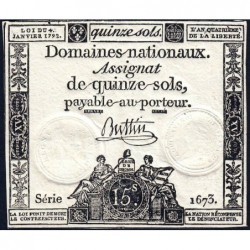 LOI DU 4.
JANVIER 1792.
quinze sols.
L'AN QUATRIEME
DE LA LIBERTÉ.
Domaines nationaux.
Assignat
de quinze sols,
payable au porteur.
Buttin
15 s
Série 1673.
LA LOI PUNIT DE MORT
LE CONTREFACTEUR.
LA NATION RÉCOMPENSE
LE DÉNONCIATEUR.